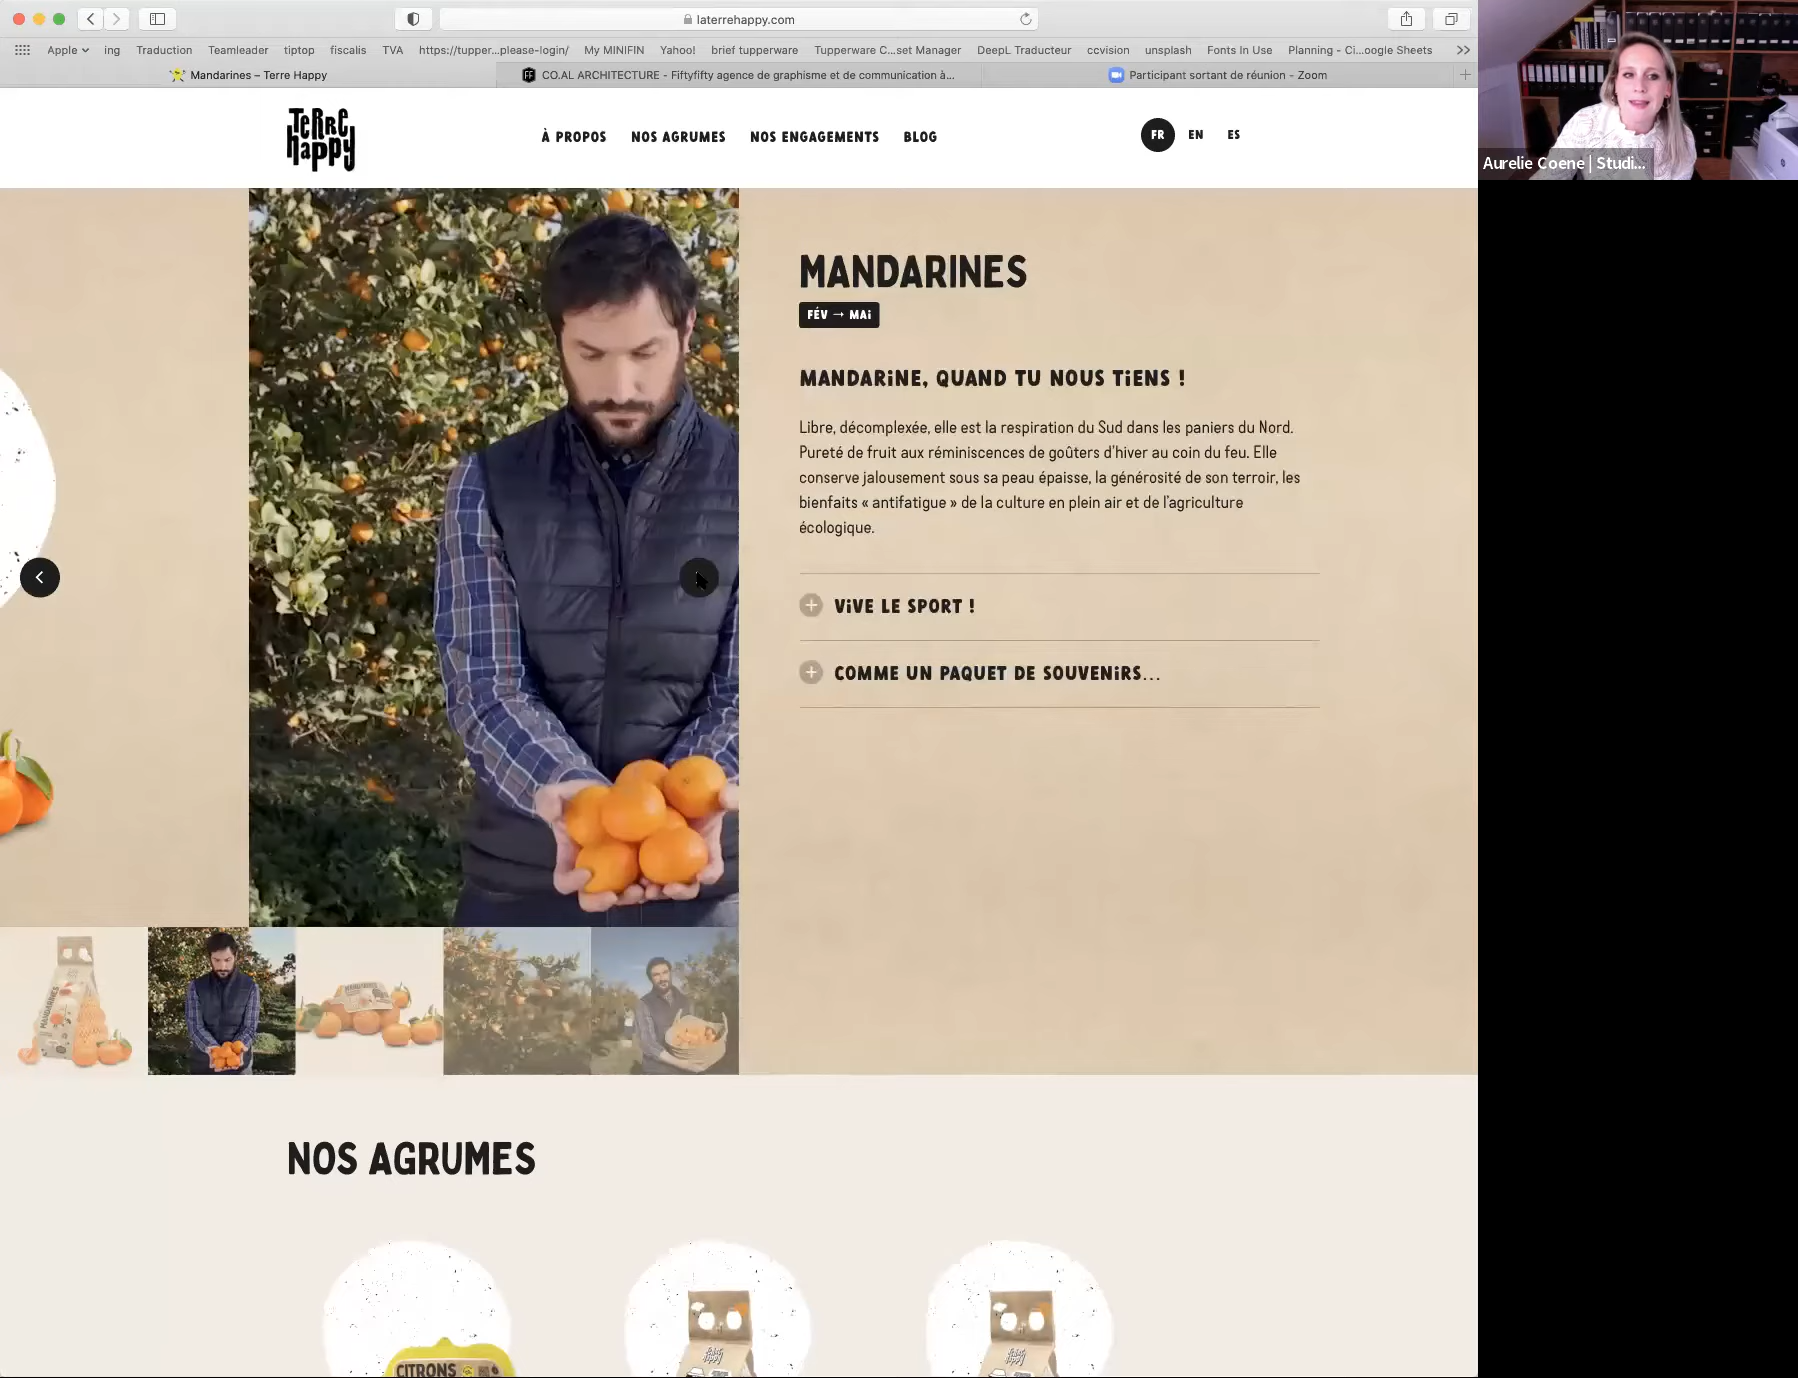 laterrehappy.com
Apple
ing
Traduction
Teamleader
tiptop
fiscalis
TVA
https://tupper...please-login/
My MINIFIN
Yahoo!
brief tupperware
Tupperware C...set Manager
DeepL Traducteur
ccvision
unsplash
Fonts In Use
Planning - Ci...oogle Sheets
Mandarines – Terre Happy
FF
CO.AL ARCHITECTURE - Fiftyfifty agence de graphisme et de communication à...
Participant sortant de réunion - Zoom
Aurelie Coene | Studi...
Terre
happy
À PROPOS
NOS AGRUMES
NOS ENGAGEMENTS
BLOG
FR
EN
ES
MANDARINES
FÉV → MAi
MANDARiNE, QUAND TU NOUS TiENS !
Libre, décomplexée, elle est la respiration du Sud dans les paniers du Nord.
Pureté de fruit aux réminiscences de goûters d'hiver au coin du feu. Elle
conserve jalousement sous sa peau épaisse, la générosité de son terroir, les
bienfaits « antifatigue » de la culture en plein air et de l'agriculture
écologique.
ViVE LE SPORT !
COMME UN PAQUET DE SOUVENiRS...
MANDARINES
MANDARINES
NOS AGRUMES
CITRONS
Terre
happy
Terre
happy